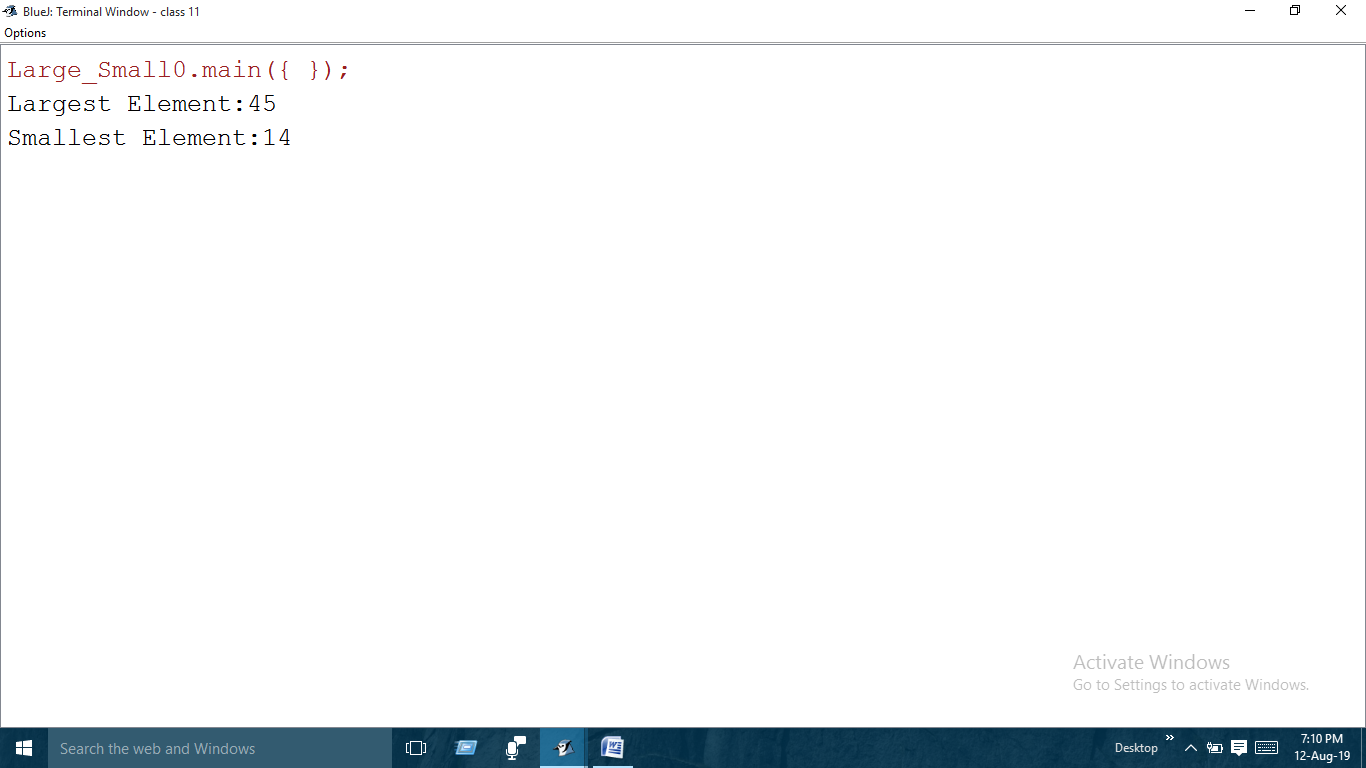 BlueJ: Terminal Window - class 11
Options
Large_Small0.main({ });
Largest Element:45
Smallest Element:14
Activate Windows
Go to Settings to activate Windows.
Search the web and Windows
Desktop
7:10 PM
12-Aug-19